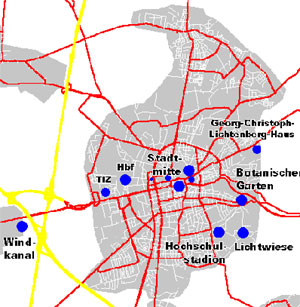 Georg-Christoph-
Lichtenberg-Haus
Stadt-
mitte
Hbf
TIZ
Botanischer
Garten
Wind-
kanal
Hochschul-
stadion
Lichtwiese